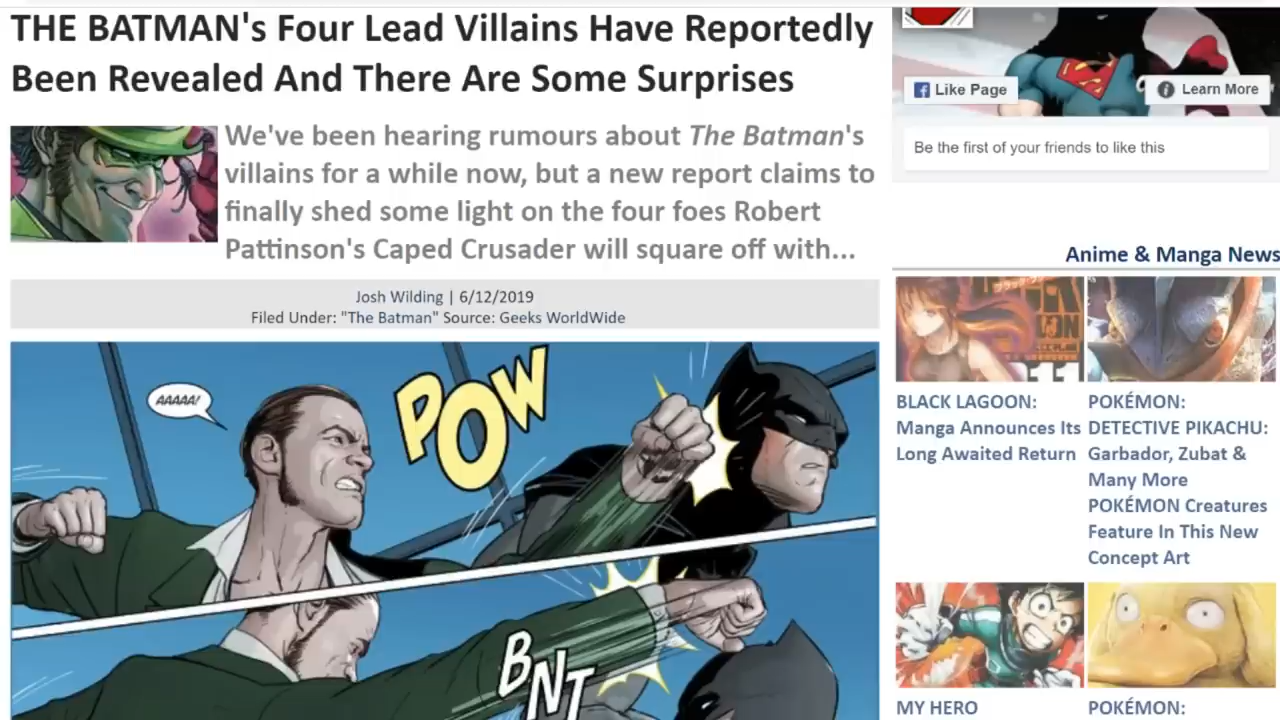 THE BATMAN's Four Lead Villains Have Reportedly
Been Revealed And There Are Some Surprises
We've been hearing rumours about The Batman's
villains for a while now, but a new report claims to
finally shed some light on the four foes Robert
Pattinson's Caped Crusader will square off with...
Josh Wilding | 6/12/2019
Filed Under: "The Batman" Source: Geeks WorldWide
AAAAA!
POW
BNT
Like Page
Learn More
Be the first of your friends to like this
Anime & Manga News
BLACK LAGOON:
Manga Announces Its
Long Awaited Return
POKÉMON:
DETECTIVE PIKACHU:
Garbador, Zubat &
Many More
POKÉMON Creatures
Feature In This New
Concept Art
MY HERO
POKÉMON: